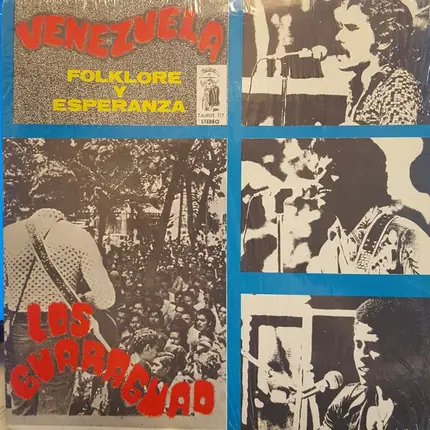 VENEZUELA
FOLKLORE
Y
ESPERANZA
STEREO
LOS
GUARAGUAO